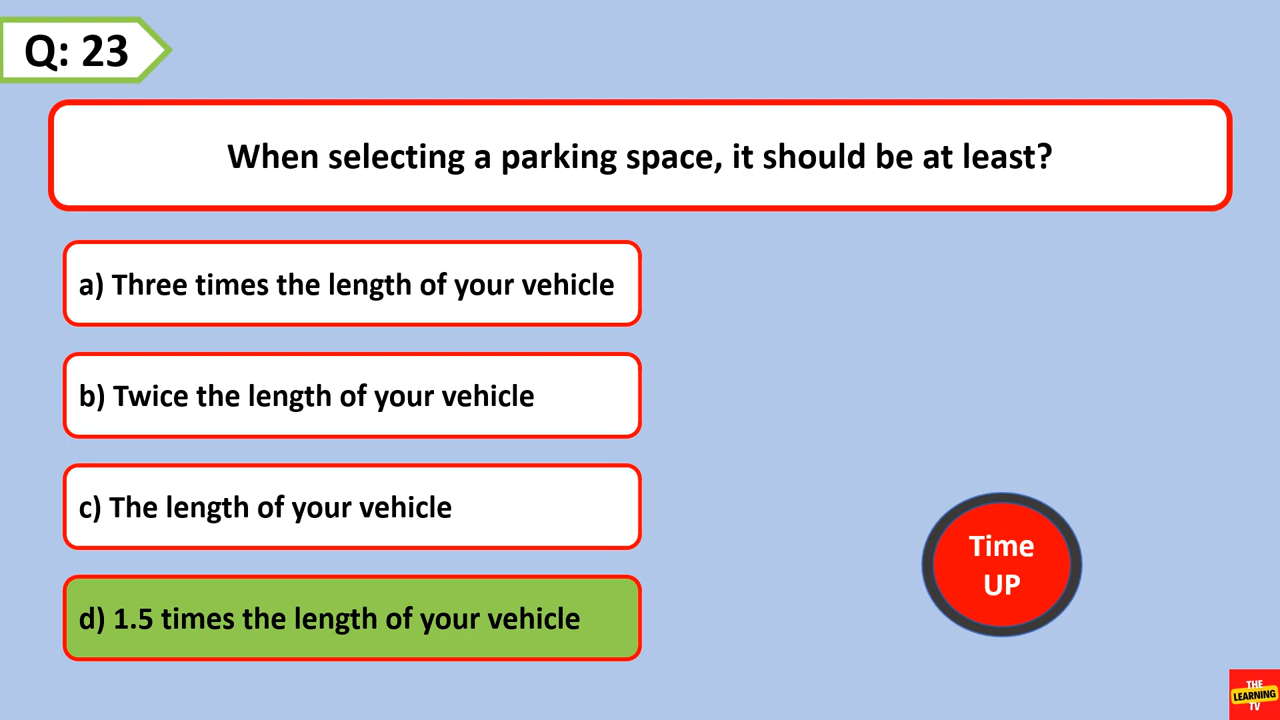 Q: 23
When selecting a parking space, it should be at least?
a) Three times the length of your vehicle
b) Twice the length of your vehicle
c) The length of your vehicle
d) 1.5 times the length of your vehicle
Time
UP
THE
LEARNING
TV